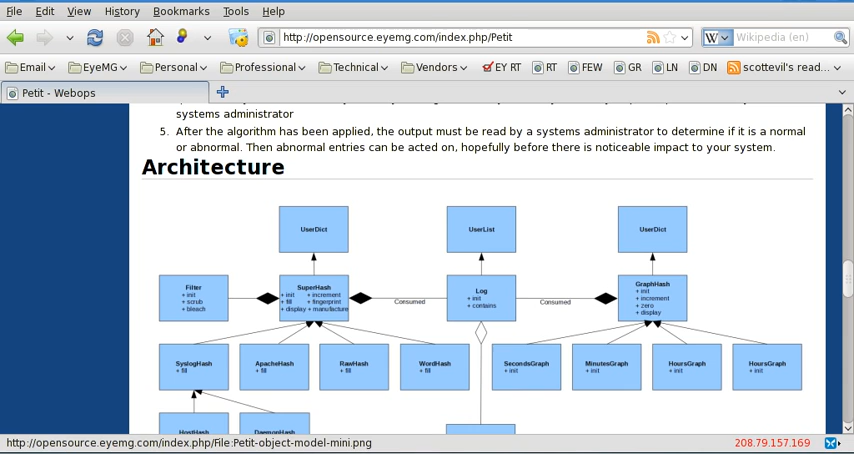 File Edit View History Bookmarks Tools Help
http://opensource.eyemg.com/index.php/Petit
W Wikipedia (en)
Email EyeMG Personal Professional Technical Vendors EY RT RT FEW GR LN DN scottevil's read...
Petit - Webops
systems administrator
5. After the algorithm has been applied, the output must be read by a systems administrator to determine if it is a normal
or abnormal. Then abnormal entries can be acted on, hopefully before there is noticeable impact to your system.
Architecture
UserDict
UserList
UserDict
Filter
+ init
+ scrub
+ bleach
SuperHash
+ init + increment
+ fill + fingerprint
+ display + manufacture
Consumed
Log
+ init
+ contains
Consumed
GraphHash
+ init
+ increment
+ zero
+ display
SyslogHash
+ fill
ApacheHash
+ fill
RawHash
+ fill
WordHash
+ fill
SecondsGraph
+ init
MinutesGraph
+ init
HoursGraph
+ init
HoursGraph
+ init
HostHash
DaemonHash
http://opensource.eyemg.com/index.php/File:Petit-object-model-mini.png
208.79.157.169